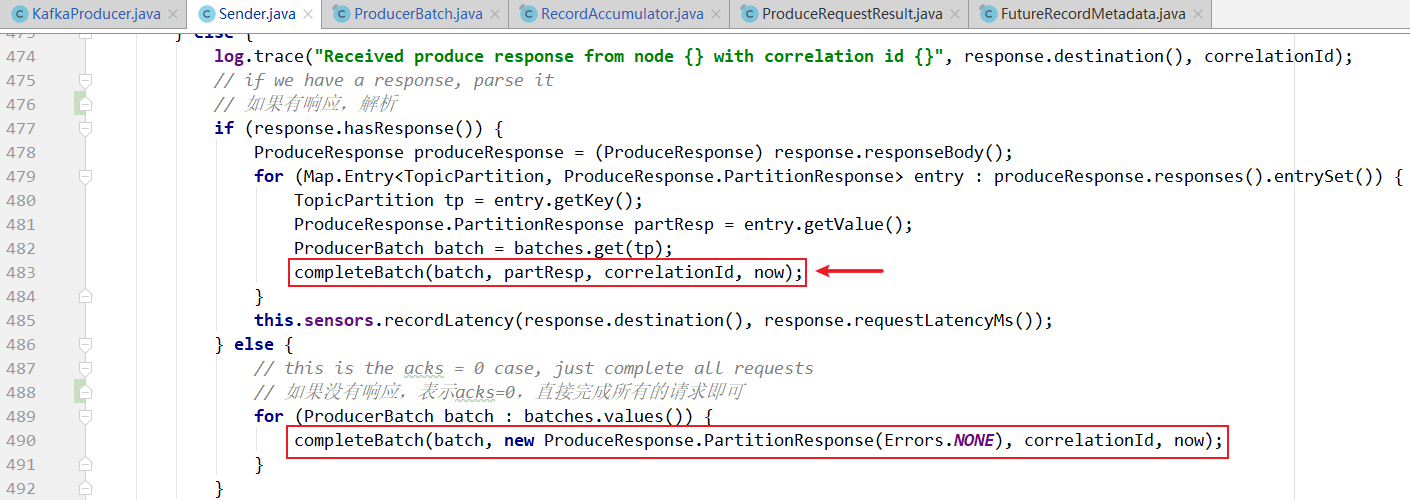 KafkaProducer.java Sender.java ProducerBatch.java RecordAccumulator.java ProduceRequestResult.java FutureRecordMetadata.java
473 } else {
474 log.trace("Received produce response from node {} with correlation id {}", response.destination(), correlationId);
475 // if we have a response, parse it
476 // 如果有响应，解析
477 if (response.hasResponse()) {
478 ProduceResponse produceResponse = (ProduceResponse) response.responseBody();
479 for (Map.Entry<TopicPartition, ProduceResponse.PartitionResponse> entry : produceResponse.responses().entrySet()) {
480 TopicPartition tp = entry.getKey();
481 ProduceResponse.PartitionResponse partResp = entry.getValue();
482 ProducerBatch batch = batches.get(tp);
483 completeBatch(batch, partResp, correlationId, now);
484 }
485 this.sensors.recordLatency(response.destination(), response.requestLatencyMs());
486 } else {
487 // this is the acks = 0 case, just complete all requests
488 // 如果没有响应，表示acks=0，直接完成所有的请求即可
489 for (ProducerBatch batch : batches.values()) {
490 completeBatch(batch, new ProduceResponse.PartitionResponse(Errors.NONE), correlationId, now);
491 }
492 }